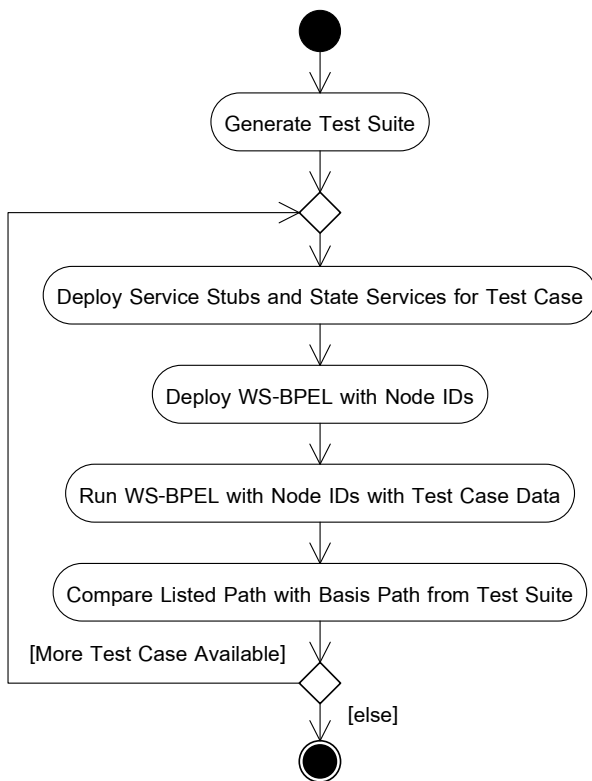 Generate Test Suite
Deploy Service Stubs and State Services for Test Case
Deploy WS-BPEL with Node IDs
Run WS-BPEL with Node IDs with Test Case Data
Compare Listed Path with Basis Path from Test Suite
[More Test Case Available]
[else]